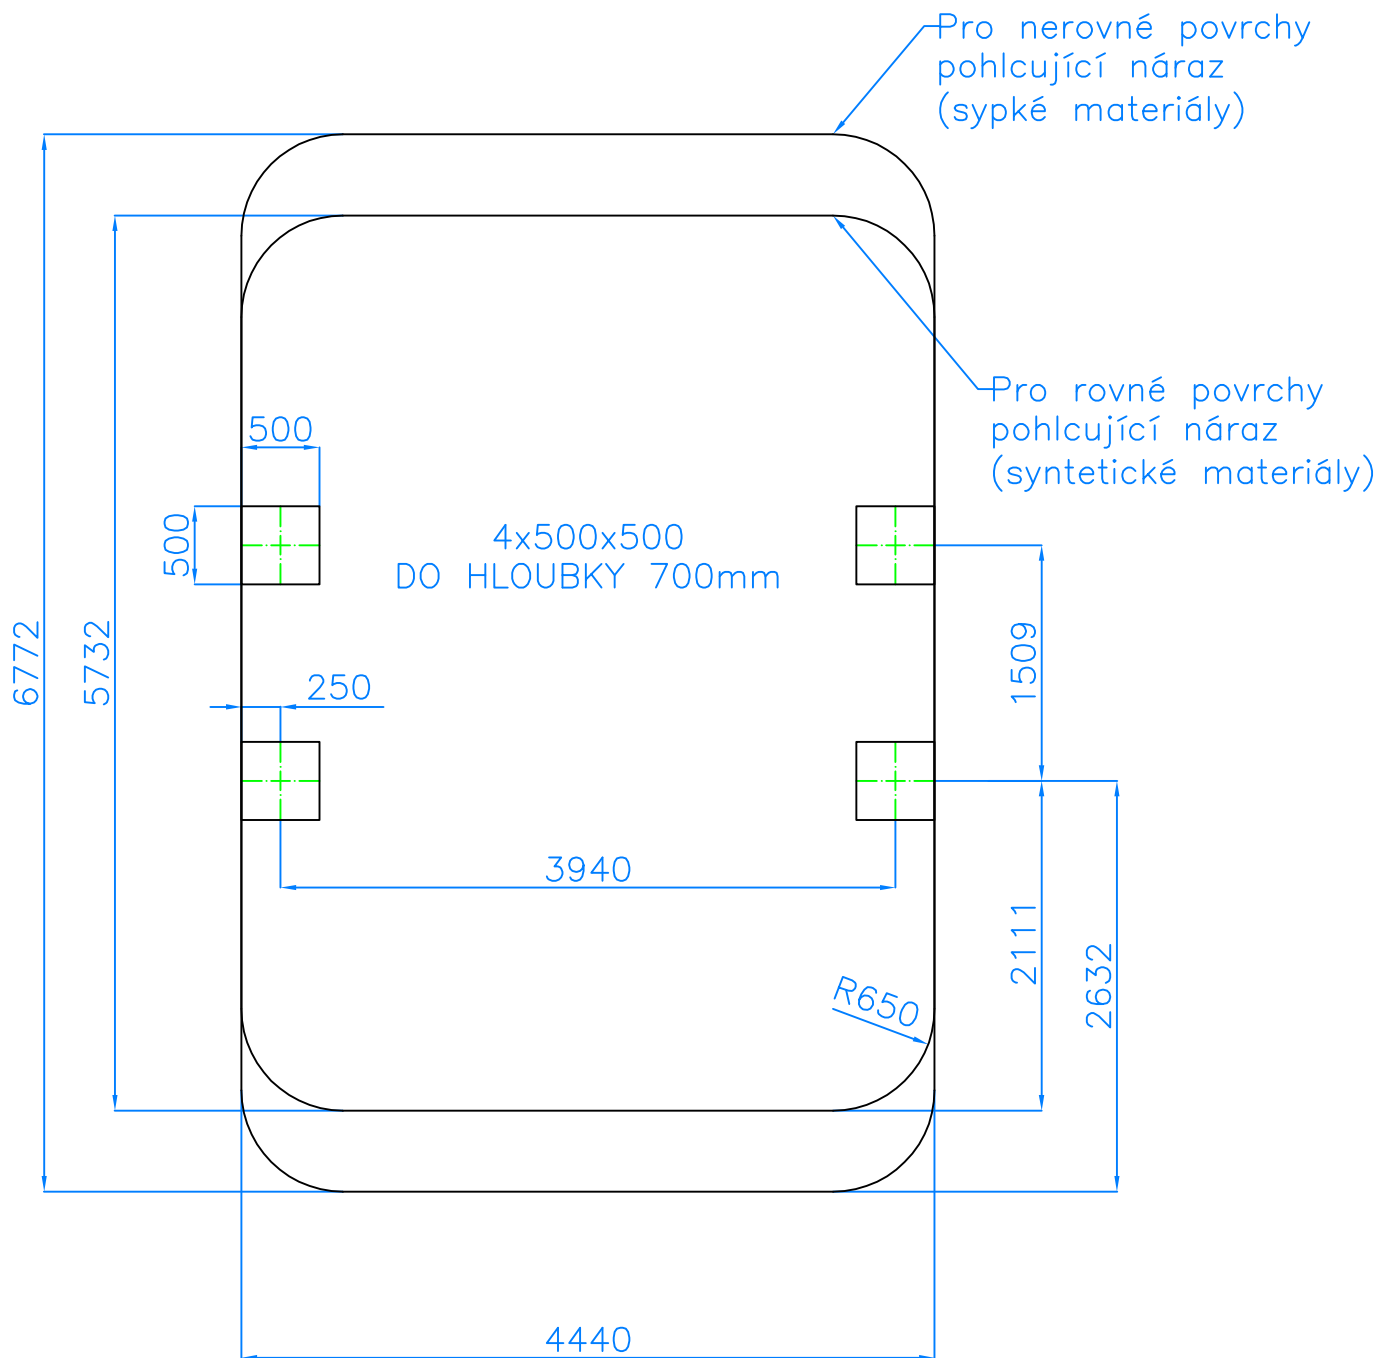 Pro nerovné povrchy
pohlcující náraz
(sypké materiály)
Pro rovné povrchy
pohlcující náraz
(syntetické materiály)
500
500
4x500x500
DO HLOUBKY 700mm
6772
5732
1509
250
3940
2111
2632
R650
4440